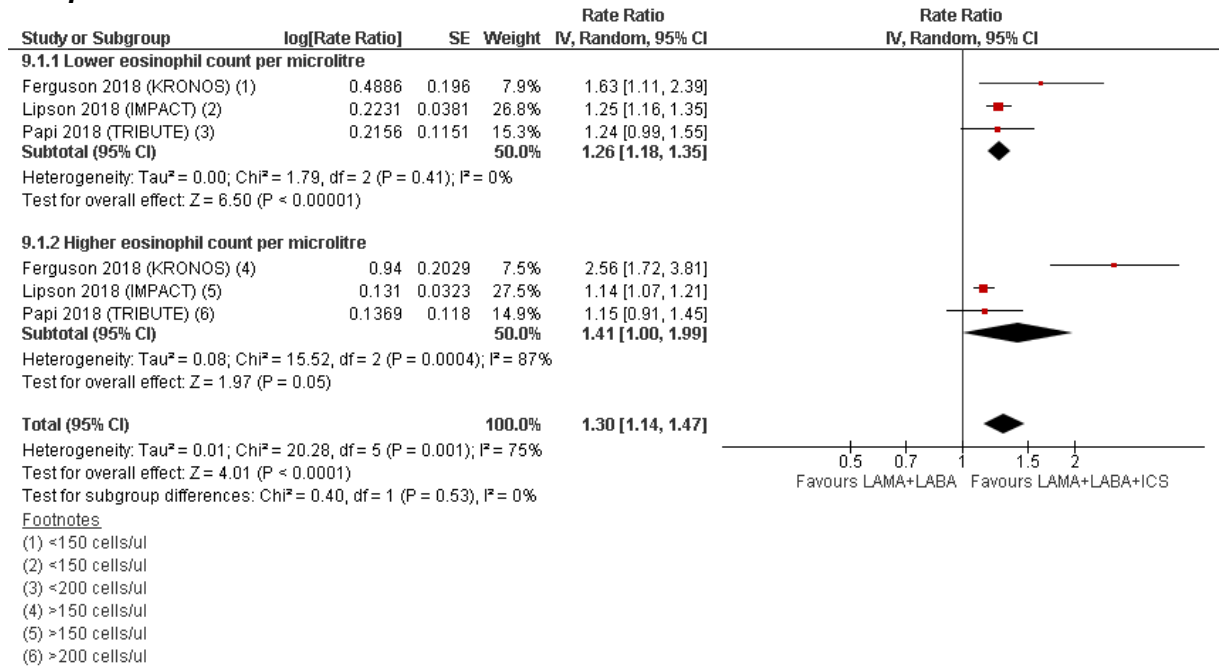 Rate Ratio Rate Ratio
Study or Subgroup log[Rate Ratio] SE Weight IV, Random, 95% CI IV, Random, 95% CI
9.1.1 Lower eosinophil count per microlitre
Ferguson 2018 (KRONOS) (1) 0.4886 0.196 7.9% 1.63 [1.11, 2.39]
Lipson 2018 (IMPACT) (2) 0.2231 0.0381 26.8% 1.25 [1.16, 1.35]
Papi 2018 (TRIBUTE) (3) 0.2156 0.1151 15.3% 1.24 [0.99, 1.55]
Subtotal (95% CI) 50.0% 1.26 [1.18, 1.35]
Heterogeneity: Tau² = 0.00; Chi² = 1.79, df = 2 (P = 0.41); I² = 0%
Test for overall effect: Z = 6.50 (P < 0.00001)
9.1.2 Higher eosinophil count per microlitre
Ferguson 2018 (KRONOS) (4) 0.94 0.2029 7.5% 2.56 [1.72, 3.81]
Lipson 2018 (IMPACT) (5) 0.131 0.0323 27.5% 1.14 [1.07, 1.21]
Papi 2018 (TRIBUTE) (6) 0.1369 0.118 14.9% 1.15 [0.91, 1.45]
Subtotal (95% CI) 50.0% 1.41 [1.00, 1.99]
Heterogeneity: Tau² = 0.08; Chi² = 15.52, df = 2 (P = 0.0004); I² = 87%
Test for overall effect: Z = 1.97 (P = 0.05)
Total (95% CI) 100.0% 1.30 [1.14, 1.47]
Heterogeneity: Tau² = 0.01; Chi² = 20.28, df = 5 (P = 0.001); I² = 75%
Test for overall effect: Z = 4.01 (P < 0.0001)
Test for subgroup differences: Chi² = 0.40, df = 1 (P = 0.53), I² = 0%
0.5 0.7 1 1.5 2
Favours LAMA+LABA Favours LAMA+LABA+ICS
Footnotes
(1) <150 cells/ul
(2) <150 cells/ul
(3) <200 cells/ul
(4) >150 cells/ul
(5) >150 cells/ul
(6) >200 cells/ul